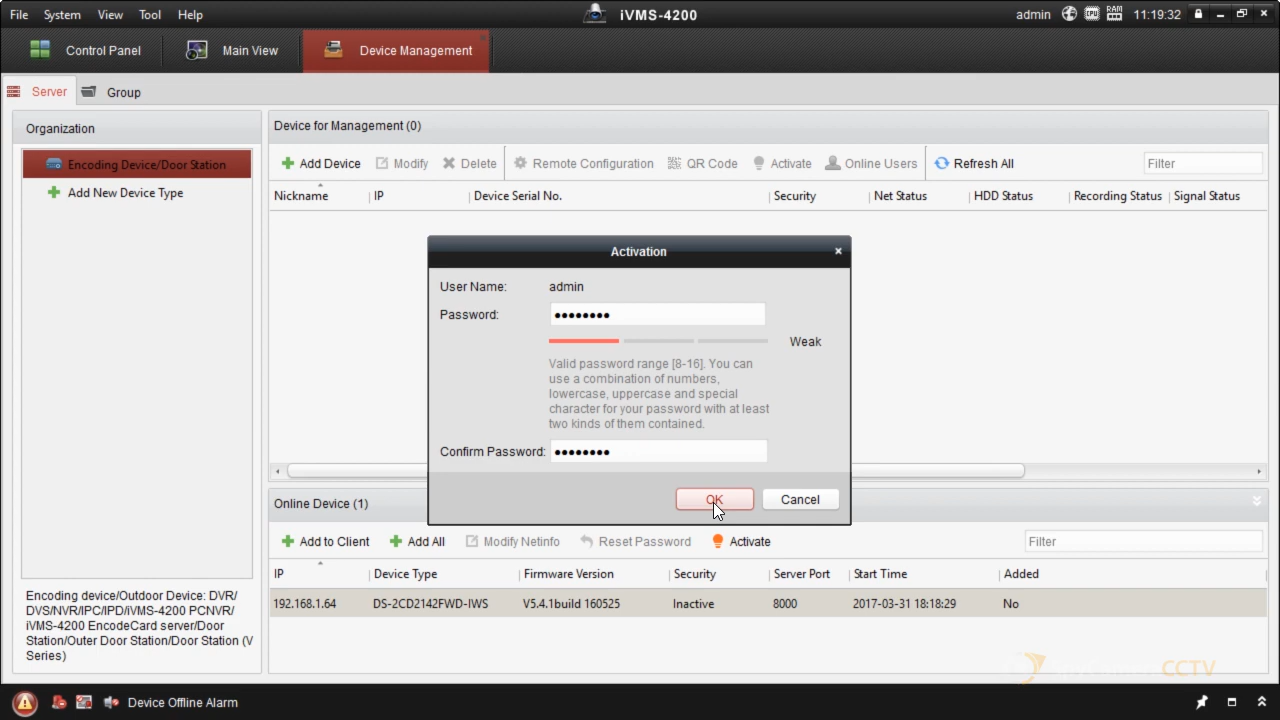 File System View Tool Help
iVMS-4200
admin CPU RAM 11:19:32
Control Panel Main View Device Management
Server Group
Organization
Encoding Device/Door Station
Add New Device Type
Encoding device/Outdoor Device: DVR/
DVS/NVR/IPC/IPD/iVMS-4200 PCNVR/
iVMS-4200 EncodeCard server/Door
Station/Outer Door Station/Door Station (V
Series)
Device for Management (0)
Add Device Modify Delete Remote Configuration QR Code Activate Online Users Refresh All Filter
Nickname IP Device Serial No. Security Net Status HDD Status Recording Status Signal Status
Activation
User Name: admin
Password: ●●●●●●●●
Weak
Valid password range [8-16]. You can
use a combination of numbers,
lowercase, uppercase and special
character for your password with at least
two kinds of them contained.
Confirm Password: ●●●●●●●●
OK Cancel
Online Device (1)
Add to Client Add All Modify Netinfo Reset Password Activate Filter
IP Device Type Firmware Version Security Server Port Start Time Added
192.168.1.64 DS-2CD2142FWD-IWS V5.4.1build 160525 Inactive 8000 2017-03-31 18:18:29 No
CCTV
Device Offline Alarm